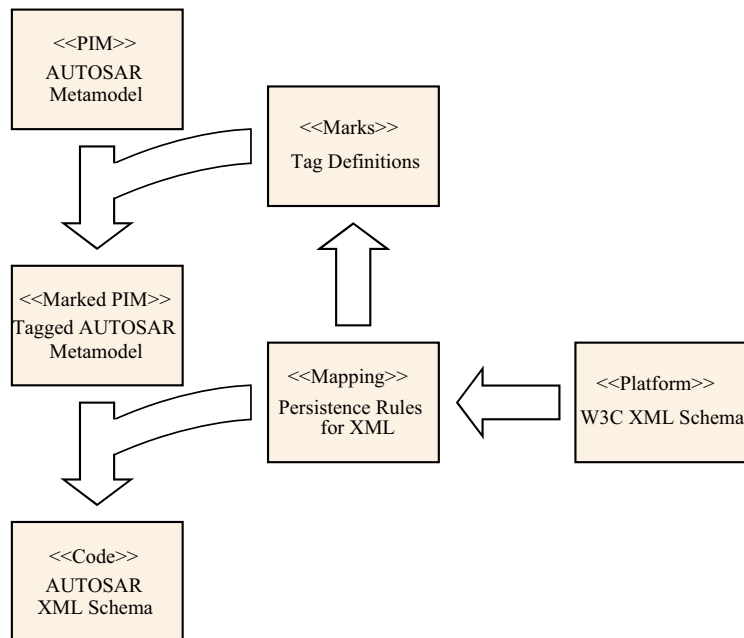 <<PIM>>
AUTOSAR
Metamodel
<<Marks>>
Tag Definitions
<<Marked PIM>>
Tagged AUTOSAR
Metamodel
<<Mapping>>
Persistence Rules
for XML
<<Platform>>
W3C XML Schema
<<Code>>
AUTOSAR
XML Schema